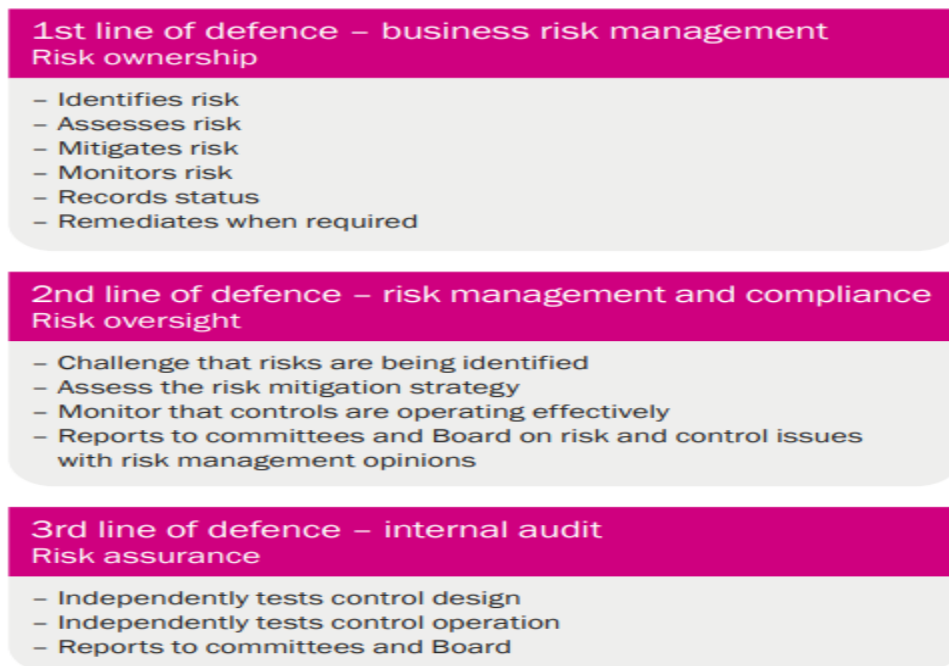 1st line of defence – business risk management
Risk ownership
– Identifies risk
– Assesses risk
– Mitigates risk
– Monitors risk
– Records status
– Remediates when required
2nd line of defence – risk management and compliance
Risk oversight
– Challenge that risks are being identified
– Assess the risk mitigation strategy
– Monitor that controls are operating effectively
– Reports to committees and Board on risk and control issues
with risk management opinions
3rd line of defence – internal audit
Risk assurance
– Independently tests control design
– Independently tests control operation
– Reports to committees and Board